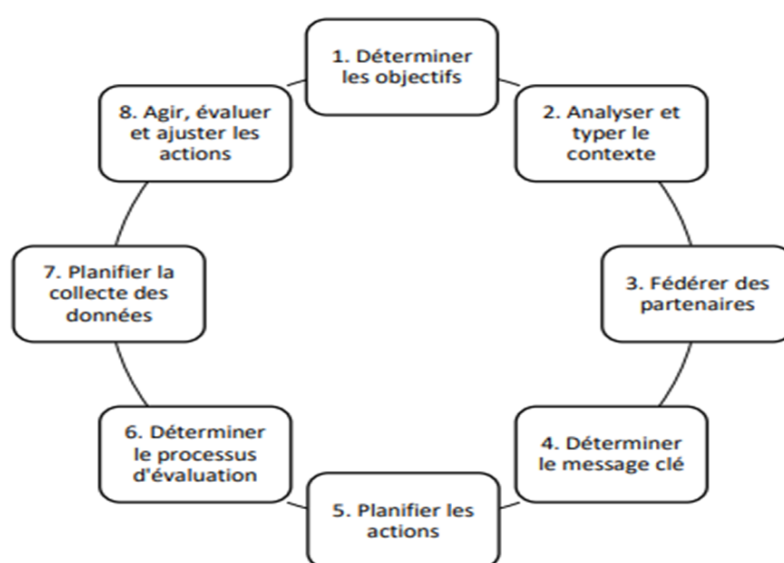 1. Déterminer
les objectifs
2. Analyser et
typer le
contexte
3. Fédérer des
partenaires
4. Déterminer
le message clé
5. Planifier les
actions
6. Déterminer
le processus
d'évaluation
7. Planifier la
collecte des
données
8. Agir, évaluer
et ajuster les
actions